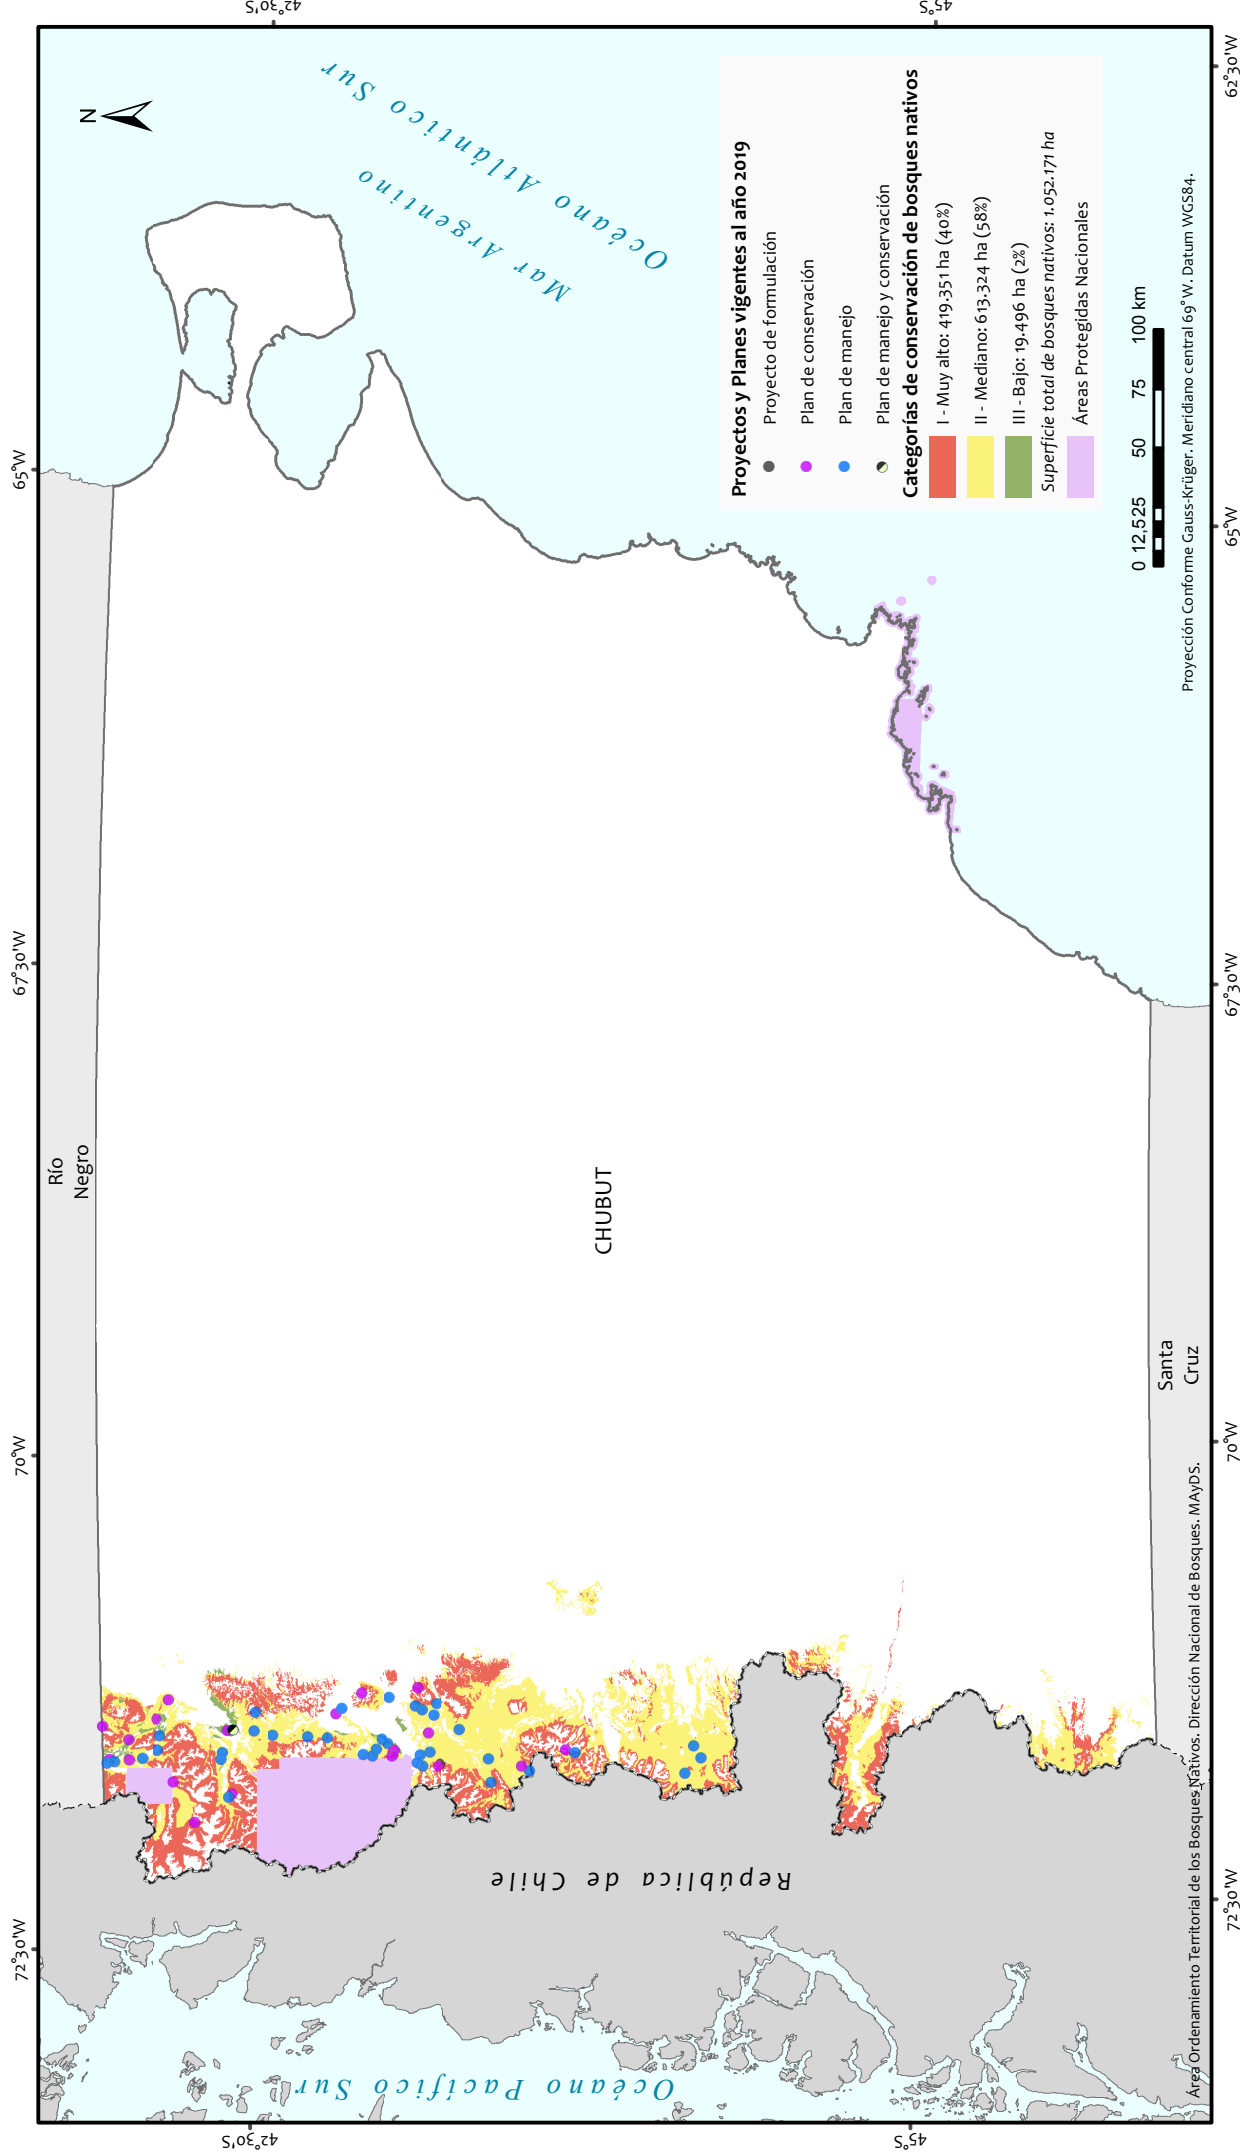 72°30'W
70°W
67°30'W
65°W
42°30'S
45°S
42°30'S
45°S
72°30'W
70°W
67°30'W
65°W
62°30'W
N
Río
Negro
CHUBUT
Santa
Cruz
República de Chile
Océano Pacífico Sur
Mar Argentino
Océano Atlántico Sur
Proyectos y Planes vigentes al año 2019
Proyecto de formulación
Plan de conservación
Plan de manejo
Plan de manejo y conservación
Categorías de conservación de bosques nativos
I - Muy alto: 419.351 ha (40%)
II - Mediano: 613.324 ha (58%)
III - Bajo: 19.496 ha (2%)
Superficie total de bosques nativos: 1.052.171 ha
Áreas Protegidas Nacionales
0 12,525 50 75 100 km
Proyección Conforme Gauss-Krüger. Meridiano central 69°W. Datum WGS84.
Área Ordenamiento Territorial de los Bosques Nativos. Dirección Nacional de Bosques. MAyDS.